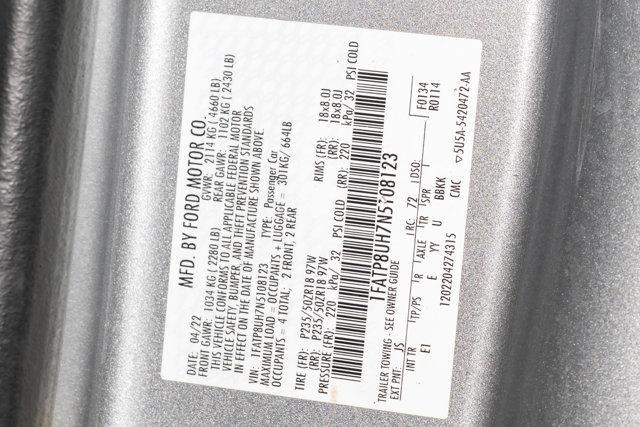 MFD. BY FORD MOTOR CO.
DATE: 04/22 GVWR: 2114 KG ( 4660 LB)
FRONT GAWR: 1034 KG (2280 LB) REAR GAWR: 1102 KG ( 2430 LB)
THIS VEHICLE CONFORMS TO ALL APPLICABLE FEDERAL MOTOR
VEHICLE SAFETY, BUMPER, AND THEFT PREVENTION STANDARDS
IN EFFECT ON THE DATE OF MANUFACTURE SHOWN ABOVE.
VIN: 1FATP8UH7N5108123 TYPE: Passenger Car
MAXIMUM LOAD = OCCUPANTS + LUGGAGE = 301KG/ 664LB
OCCUPANTS = 4 TOTAL; 2 FRONT, 2 REAR
TIRE (FR): P235/50ZR18 97W RIMS (FR): 18x8.0J
(RR): P235/50ZR18 97W (RR): 18x8.0J
PRESSURE (FR): 220 kPa/ 32 PSI COLD (RR): 220 kPa/ 32 PSI COLD
1FATP8UH7N5108123
TRAILER TOWING - SEE OWNER GUIDE F0134
EXT PNT: JS RC: 72 DSO: R0114
INT TR TP/PS R AXLE TR SPR
E1 E YY U BBKK
1202204274315 CMC ▽5U5A-5420472-AA